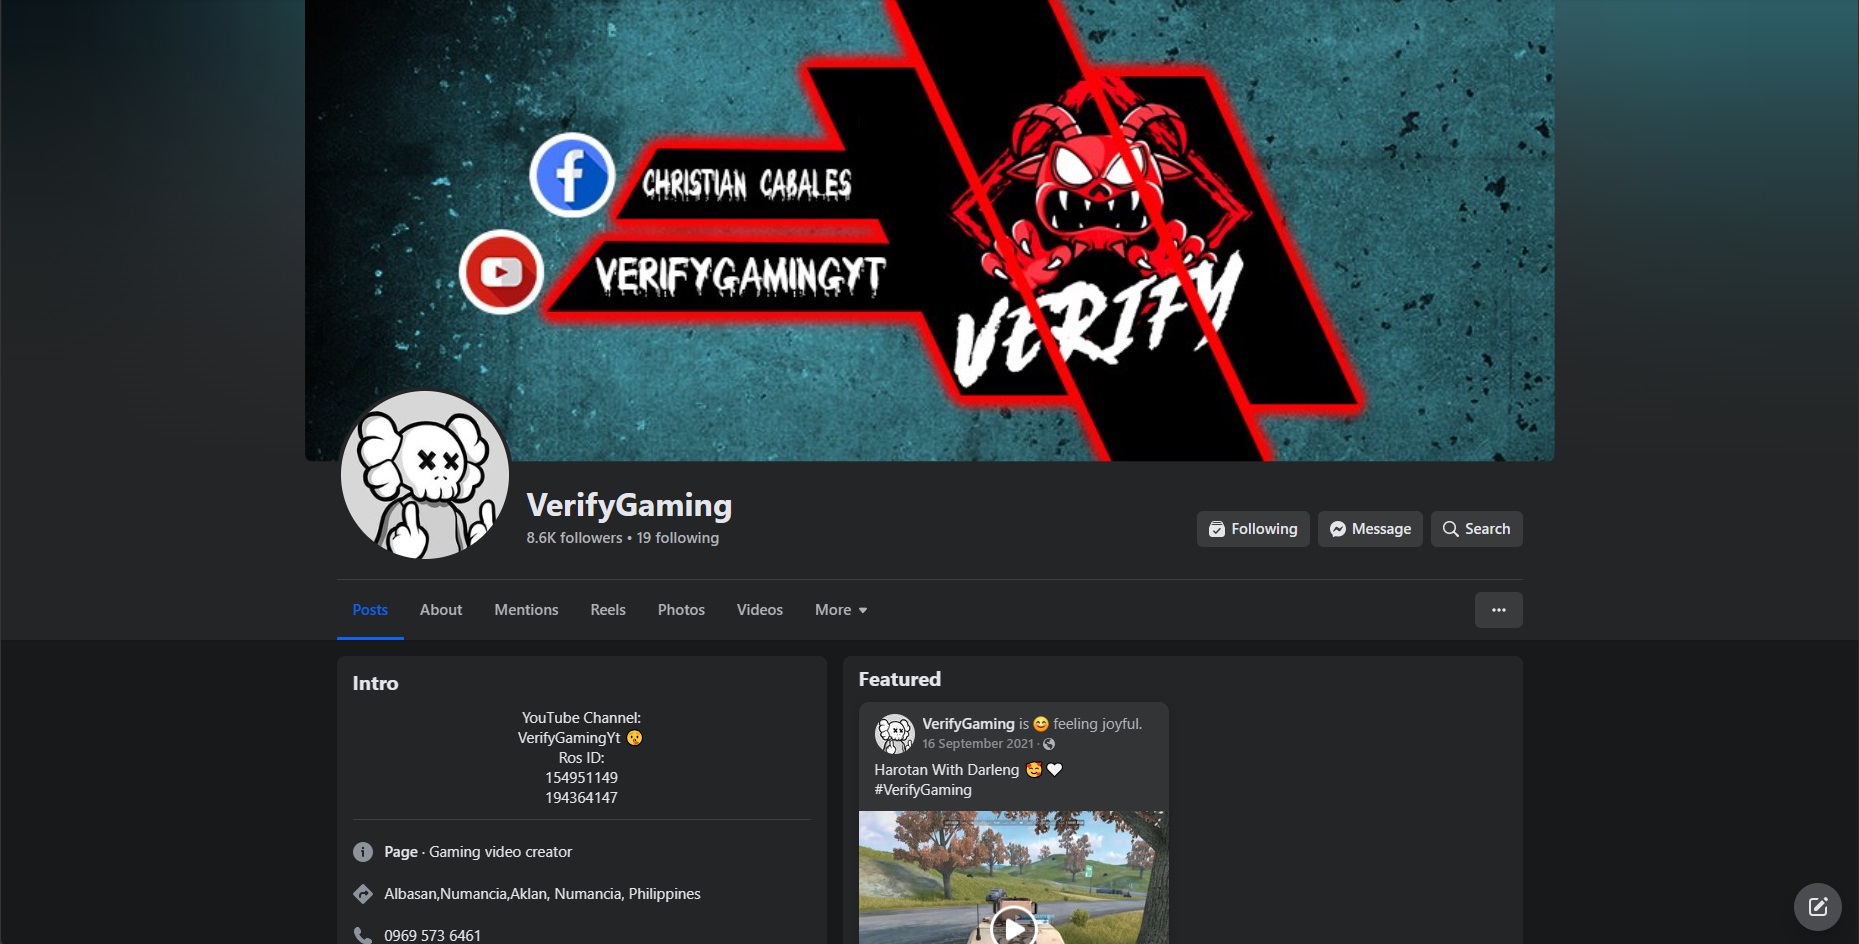 CHRISTIAN CABALES
VERIFYGAMINGYT
VERIFY
VerifyGaming
8.6K followers • 19 following
Following
Message
Search
Posts
About
Mentions
Reels
Photos
Videos
More
Intro
YouTube Channel:
VerifyGamingYt
Ros ID:
154951149
194364147
Page · Gaming video creator
Albasan,Numancia,Aklan, Numancia, Philippines
0969 573 6461
Featured
VerifyGaming is 😊 feeling joyful.
16 September 2021 ·
Harotan With Darleng 🥰🤍
#VerifyGaming